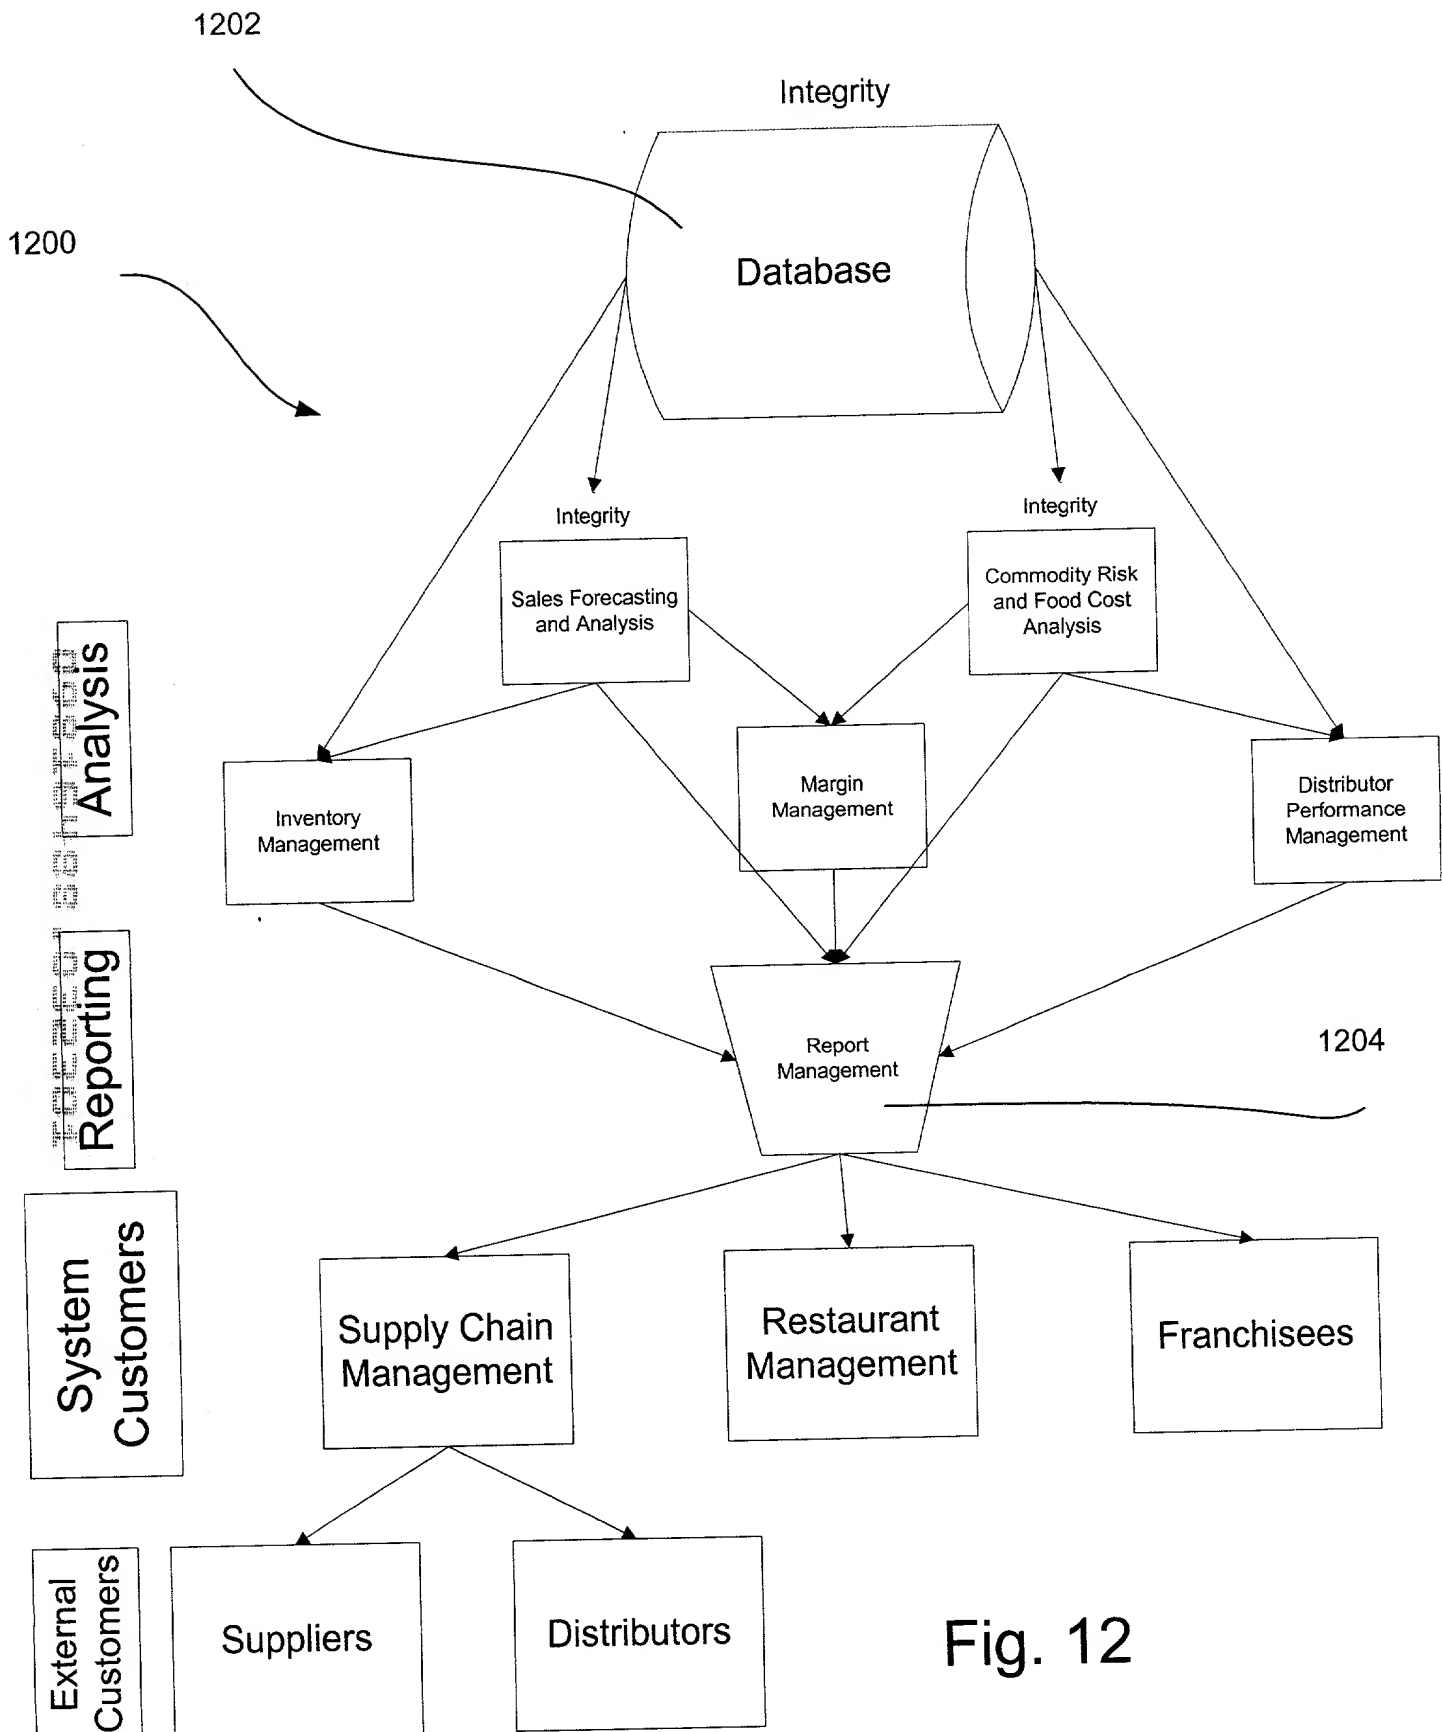 1202
Integrity
1200
Database
Integrity
Integrity
Sales Forecasting
and Analysis
Commodity Risk
and Food Cost
Analysis
Analysis
Inventory
Management
Margin
Management
Distributor
Performance
Management
Reporting
Report
Management
1204
System
Customers
Supply Chain
Management
Restaurant
Management
Franchisees
External
Customers
Suppliers
Distributors
Fig. 12